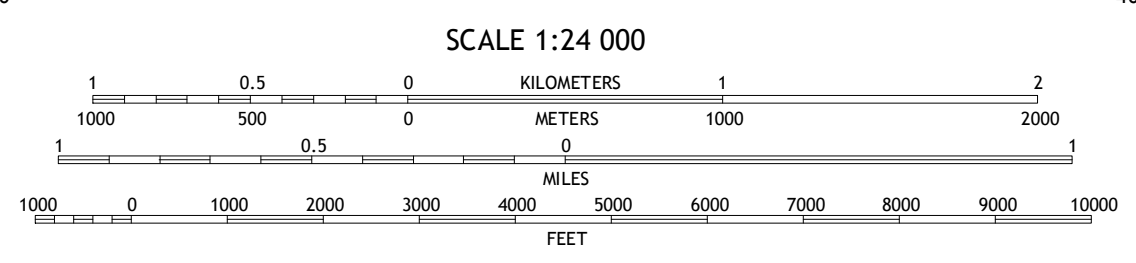 SCALE 1:24 000
1 0.5 0 KILOMETERS 1 2
1000 500 0 METERS 1000 2000
1 0.5 0 1
MILES
1000 0 1000 2000 3000 4000 5000 6000 7000 8000 9000 10000
FEET